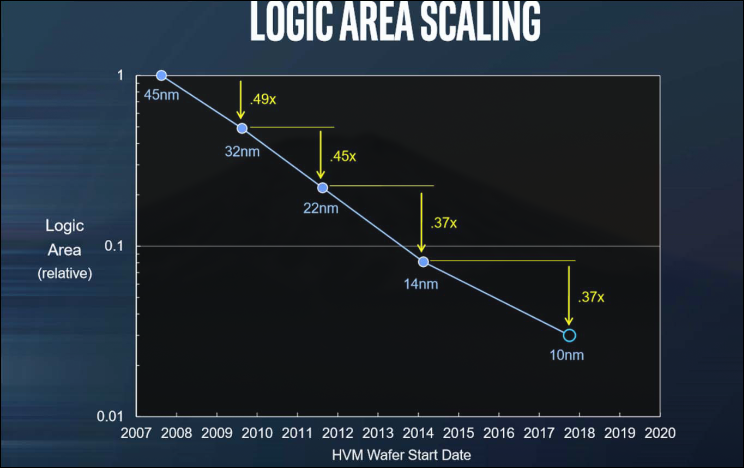 LOGIC AREA SCALING
1
45nm
.49x
32nm
.45x
22nm
.37x
Logic
Area
(relative)
0.1
14nm
.37x
10nm
0.01
2007 2008 2009 2010 2011 2012 2013 2014 2015 2016 2017 2018 2019 2020
HVM Wafer Start Date